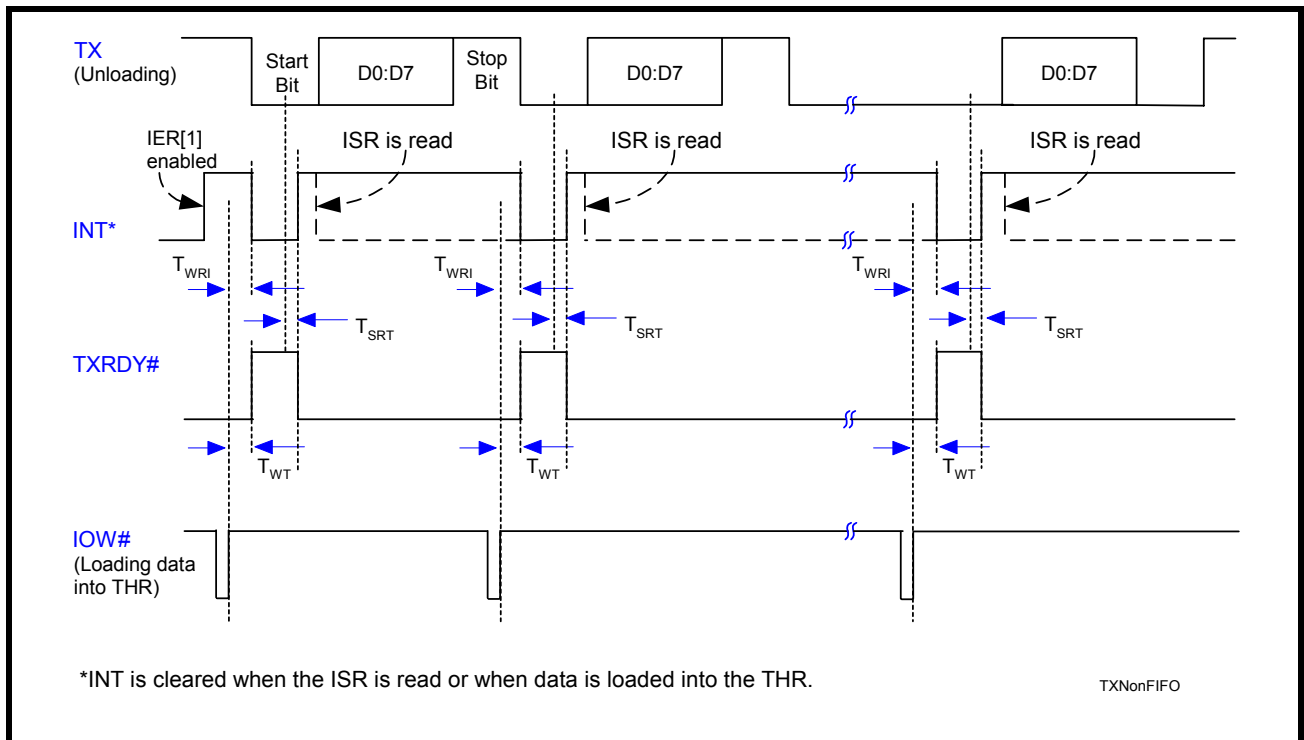 TX
(Unloading)
Start
Bit
D0:D7
Stop
Bit
D0:D7
D0:D7
IER[1]
enabled
ISR is read
ISR is read
ISR is read
INT*
TWRI
TWRI
TWRI
TSRT
TSRT
TSRT
TXRDY#
TWT
TWT
TWT
IOW#
(Loading data
into THR)
*INT is cleared when the ISR is read or when data is loaded into the THR.
TXNonFIFO